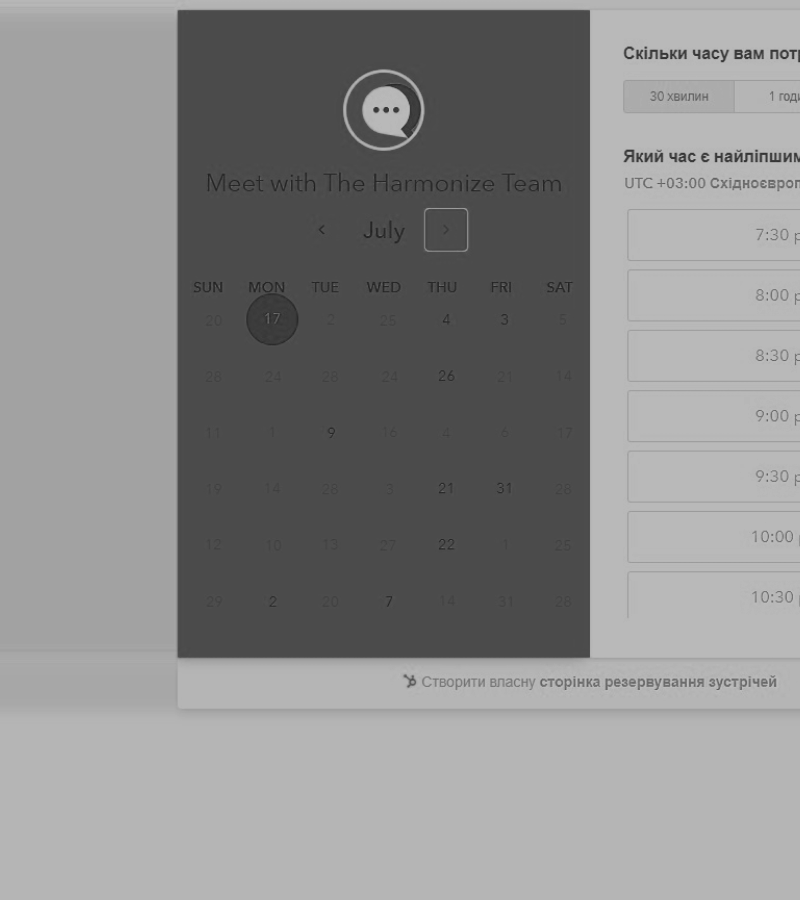 Meet with The Harmonize Team
July
SUN MON TUE WED THU FRI SAT
20 17 2 25 4 3 5
28 24 28 24 26 21 14
11 1 9 16 4 6 17
19 14 28 3 21 31 28
12 10 13 27 22 1 25
29 2 20 7 14 31 26
Скільки часу вам пот
30 хвилин 1 годи
Який час є найліпшим
UTC +03:00 Східноєвроп
7:30 р
8:00 р
8:30 р
9:00 р
9:30 р
10:00
10:30
Створити власну сторінка резервування зустрічей